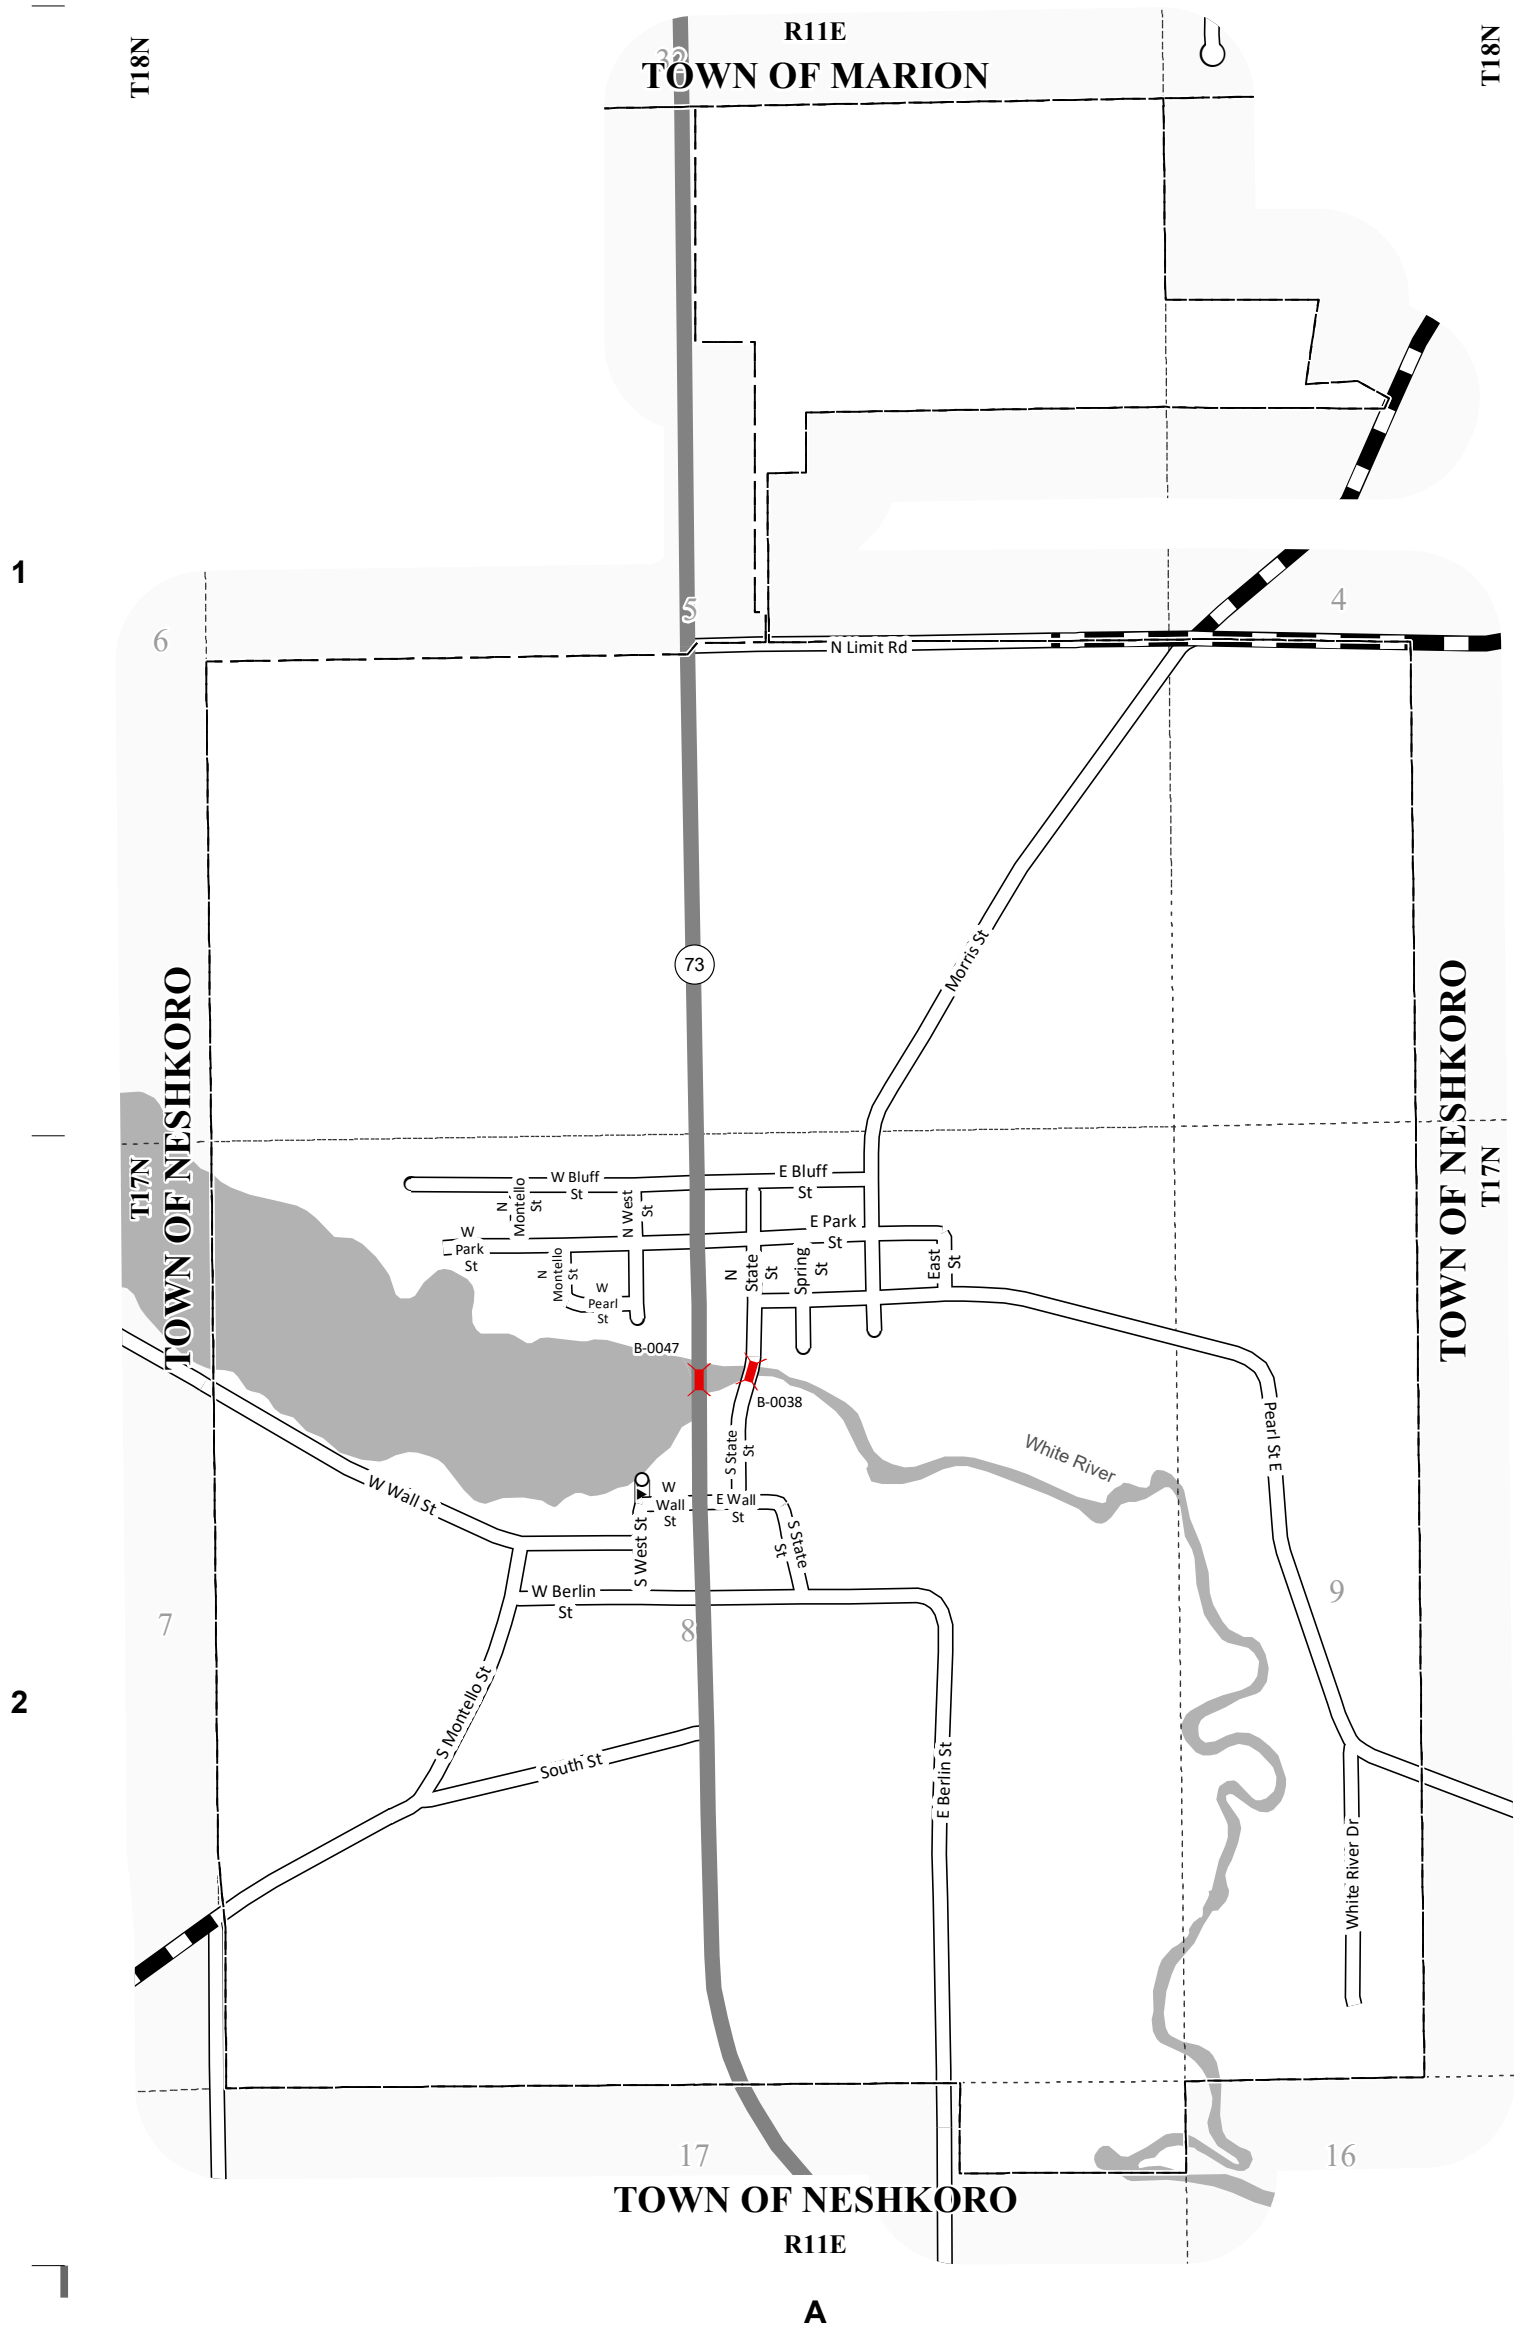 R11E
T18N
T18N
32
TOWN OF MARION
1
5
4
6
N Limit Rd
73
Morris St
TOWN OF NESHKORO
TOWN OF NESHKORO
T17N
T17N
W Bluff
St
E Bluff
St
N
Montello
St
N West
St
W
Park
St
E Park
St
N
Montello
St
W
Pearl
St
N
State
St
Spring
St
East
St
B-0047
B-0038
Pearl St E
White River
S State
St
W Wall St
W
Wall
St
E Wall
St
S State
St
S West St
W Berlin
St
7
8
9
2
S Montello St
South St
E Berlin St
White River Dr
17
16
TOWN OF NESHKORO
R11E
A